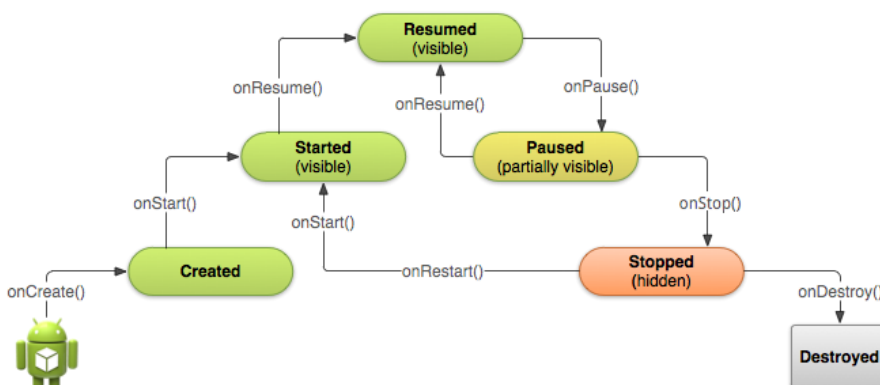 Resumed
(visible)
onResume()
onResume()
onPause()
Started
(visible)
Paused
(partially visible)
onStart()
onStart()
onStop()
Created
onRestart()
Stopped
(hidden)
onCreate()
onDestroy()
Destroyed